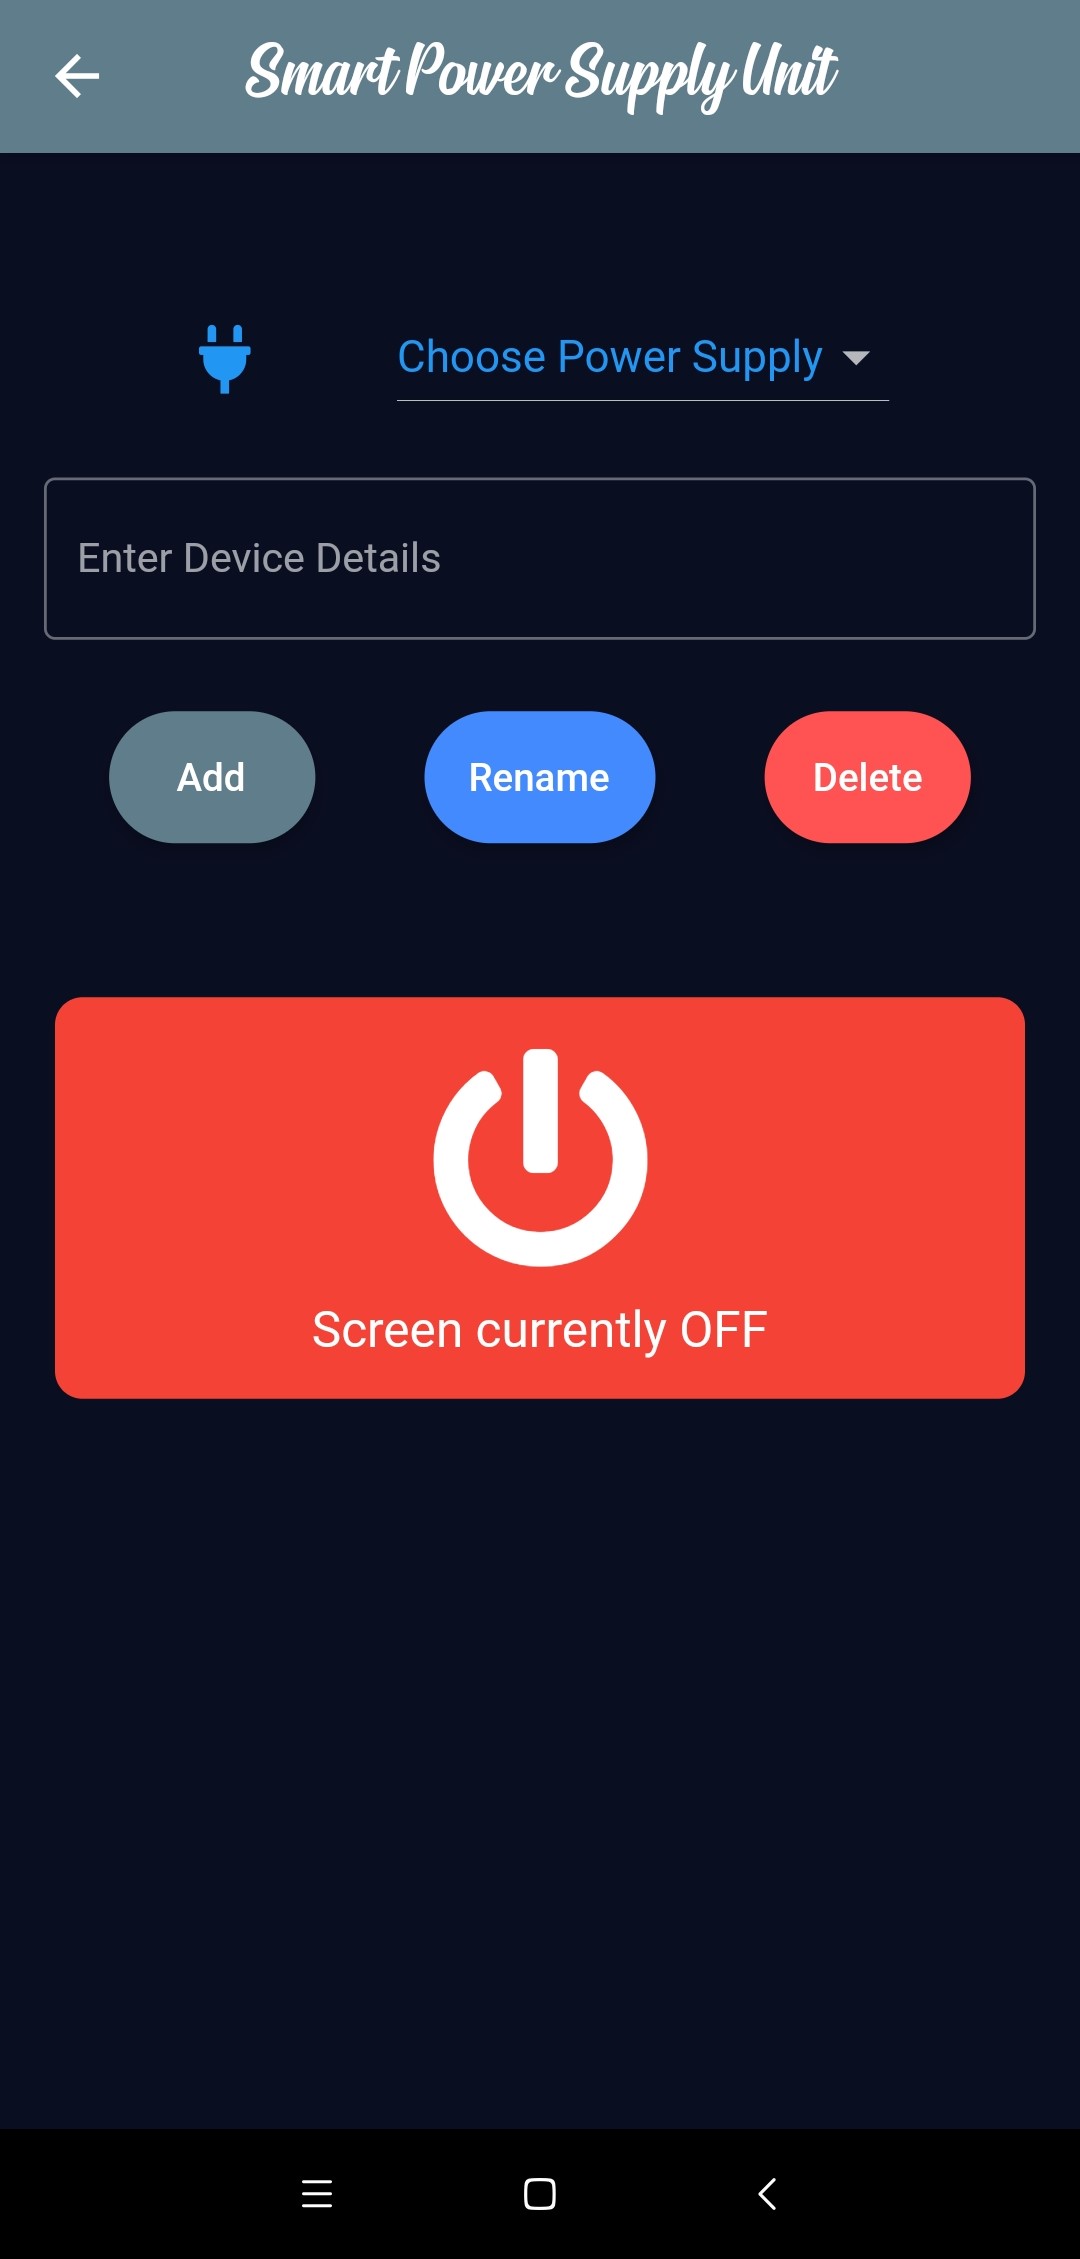 Smart Power Supply Unit
Choose Power Supply
Enter Device Details
Add
Rename
Delete
Screen currently OFF